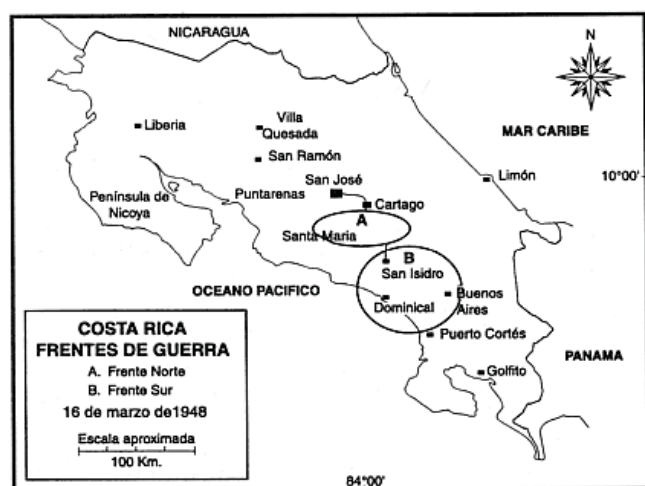 NICARAGUA
N
Liberia
Villa
Quesada
MAR CARIBE
San Ramón
Limón
10°00'
San José
Península de
Nicoya
Puntarenas
Cartago
A
Santa Maria
B
San Isidro
OCEANO PACIFICO
Dominical
Buenos
Aires
Puerto Cortés
PANAMA
Golfito
COSTA RICA
FRENTES DE GUERRA
A. Frente Norte
B. Frente Sur
16 de marzo de1948
Escala aproximada
100 Km.
84°00'